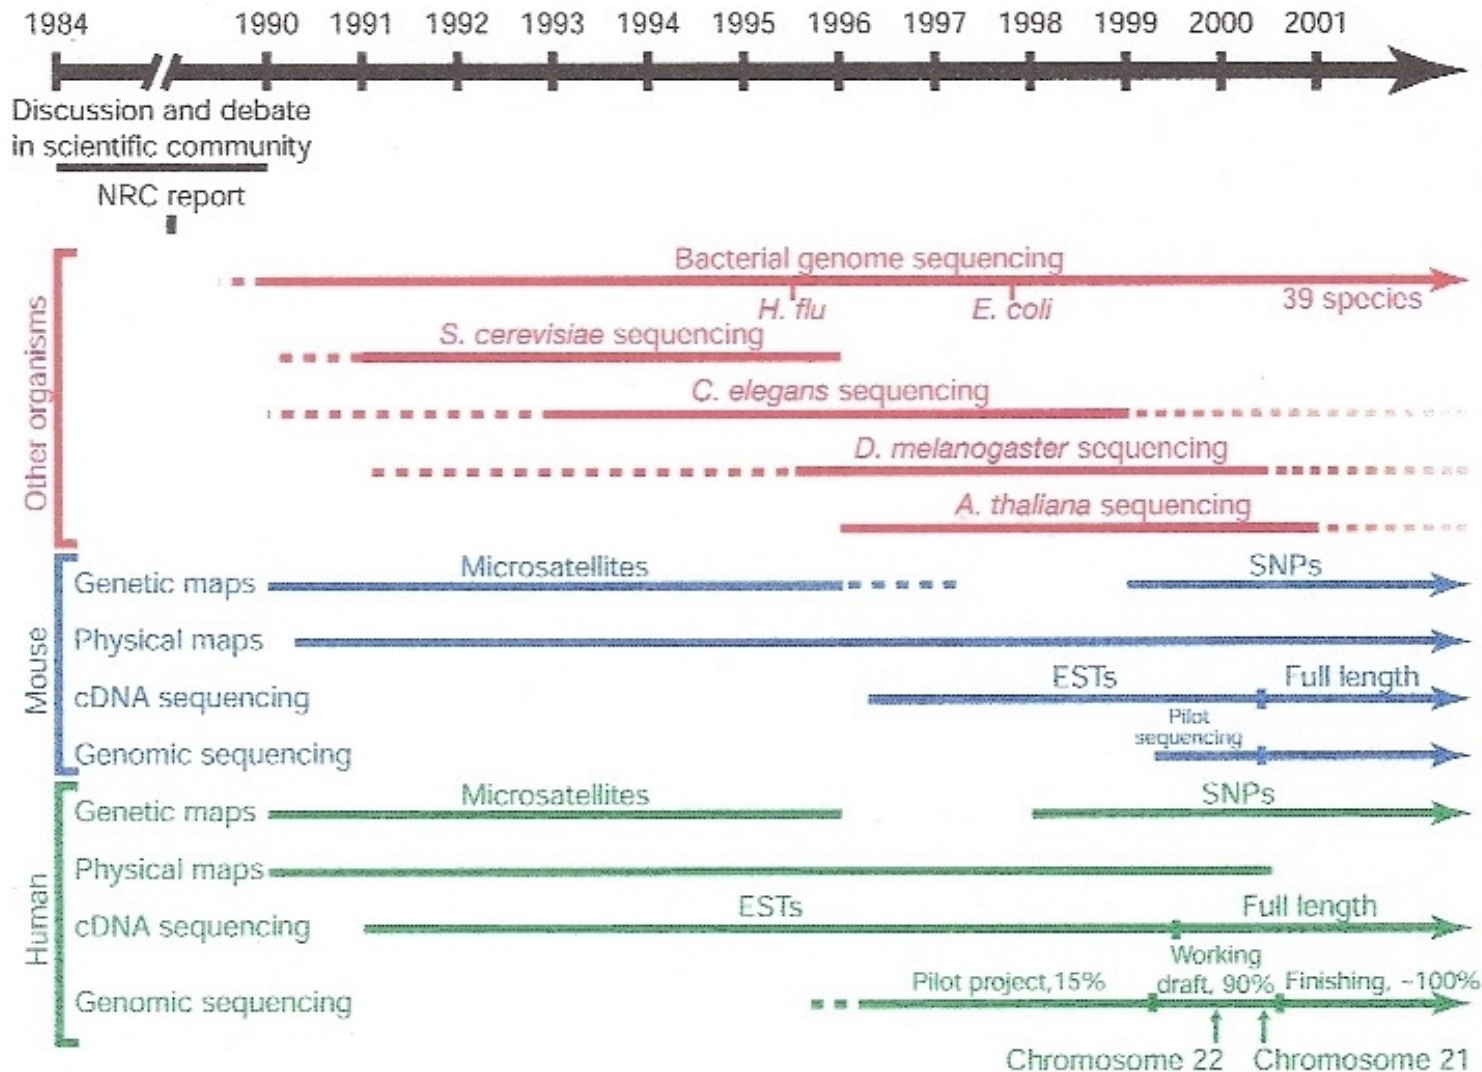 1984 1990 1991 1992 1993 1994 1995 1996 1997 1998 1999 2000 2001
Discussion and debate
in scientific community
NRC report
Other organisms
Bacterial genome sequencing
H. flu E. coli 39 species
S. cerevisiae sequencing
C. elegans sequencing
D. melanogaster sequencing
A. thaliana sequencing
Mouse
Genetic maps Microsatellites SNPs
Physical maps
cDNA sequencing ESTs Full length
Pilot
sequencing
Genomic sequencing
Human
Genetic maps Microsatellites SNPs
Physical maps
cDNA sequencing ESTs Full length
Working
Genomic sequencing Pilot project, 15% draft, 90% Finishing, ~100%
Chromosome 22 Chromosome 21